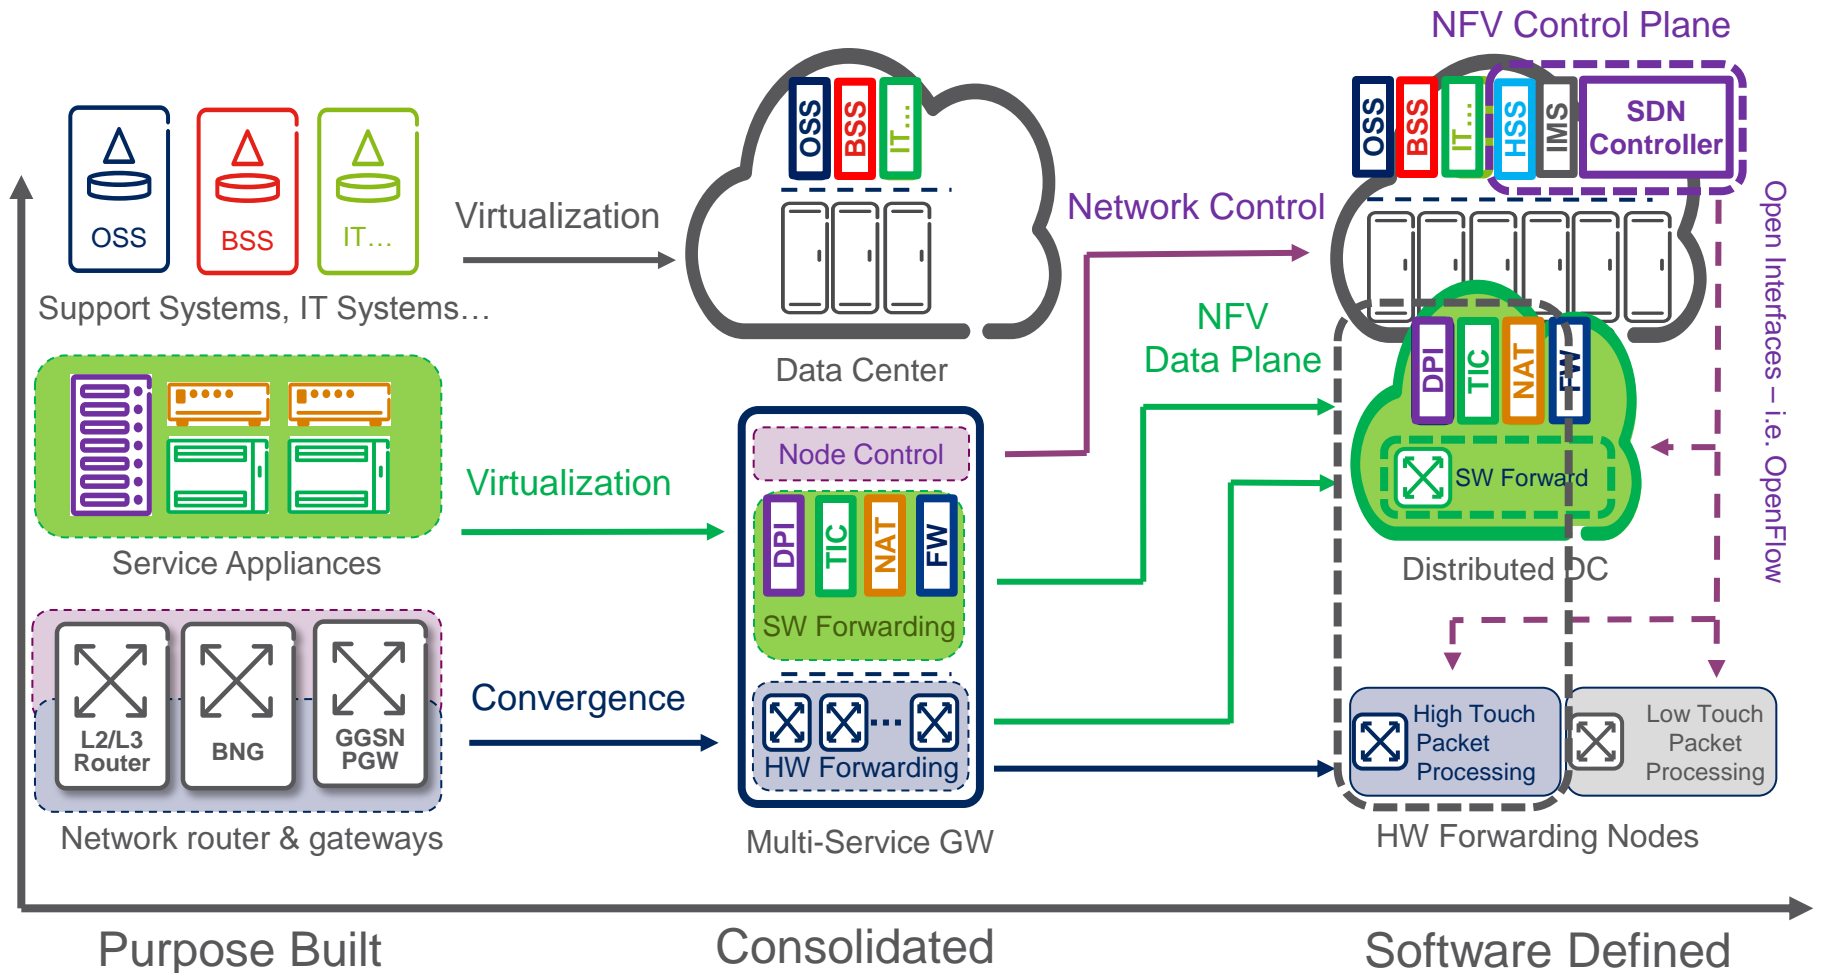 NFV Control Plane
OSS
BSS
IT...
Support Systems, IT Systems...
Virtualization
OSS
BSS
IT...
Data Center
Network Control
OSS
BSS
IT...
HSS
IMS
SDN
Controller
Open Interfaces – i.e. OpenFlow
NFV
Data Plane
Service Appliances
Virtualization
Node Control
DPI
TIC
NAT
FW
SW Forwarding
DPI
TIC
NAT
FW
SW Forward
Distributed DC
L2/L3
Router
BNG
GGSN
PGW
Network router & gateways
Convergence
...
HW Forwarding
Multi-Service GW
High Touch
Packet
Processing
Low Touch
Packet
Processing
HW Forwarding Nodes
Purpose Built
Consolidated
Software Defined